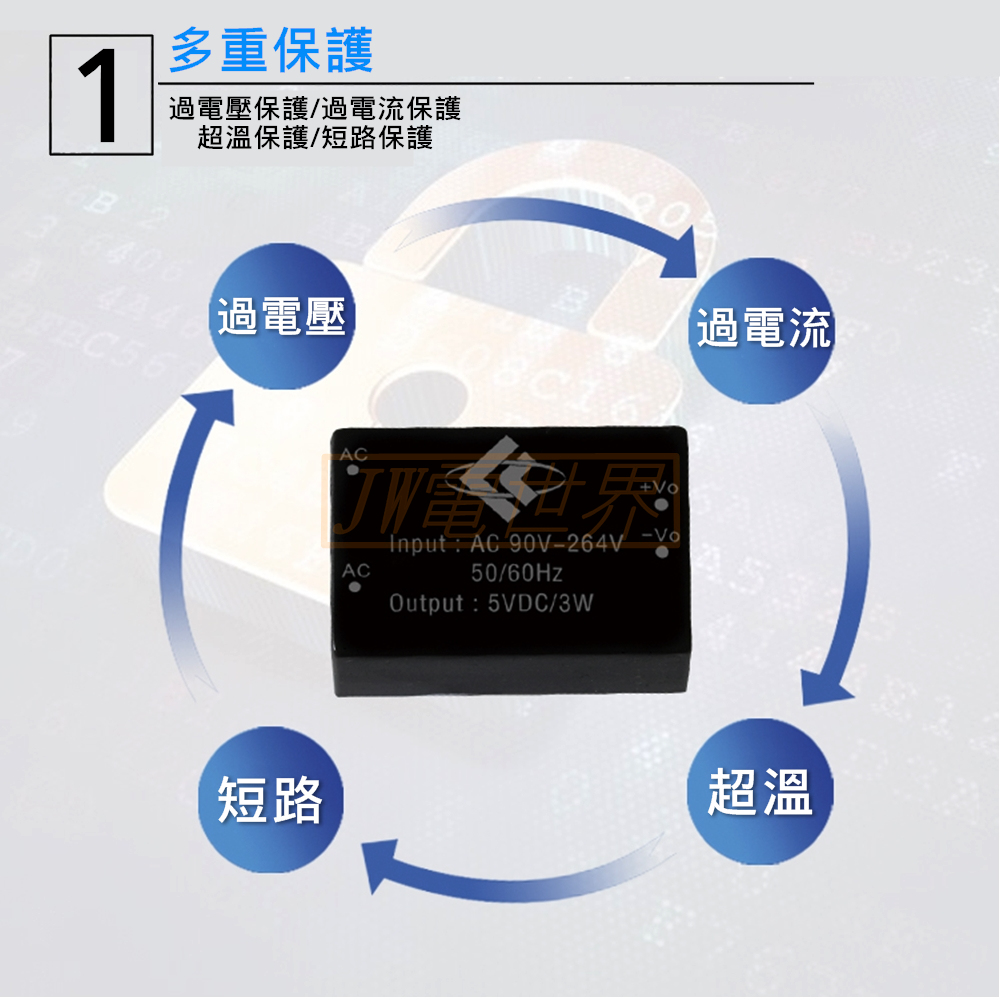 1
多重保護
過電壓保護/過電流保護
超溫保護/短路保護
過電壓
過電流
AC
+Vo
JW電世界
-Vo
Input : AC 90V-264V
AC
50/60Hz
Output : 5VDC/3W
短路
超溫